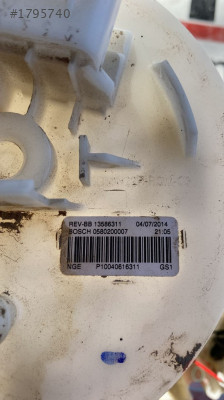 #1795740
REV-BB 13586311 04/07/2014
BOSCH 0580200007 21:05
NGE P10040616311 GS1